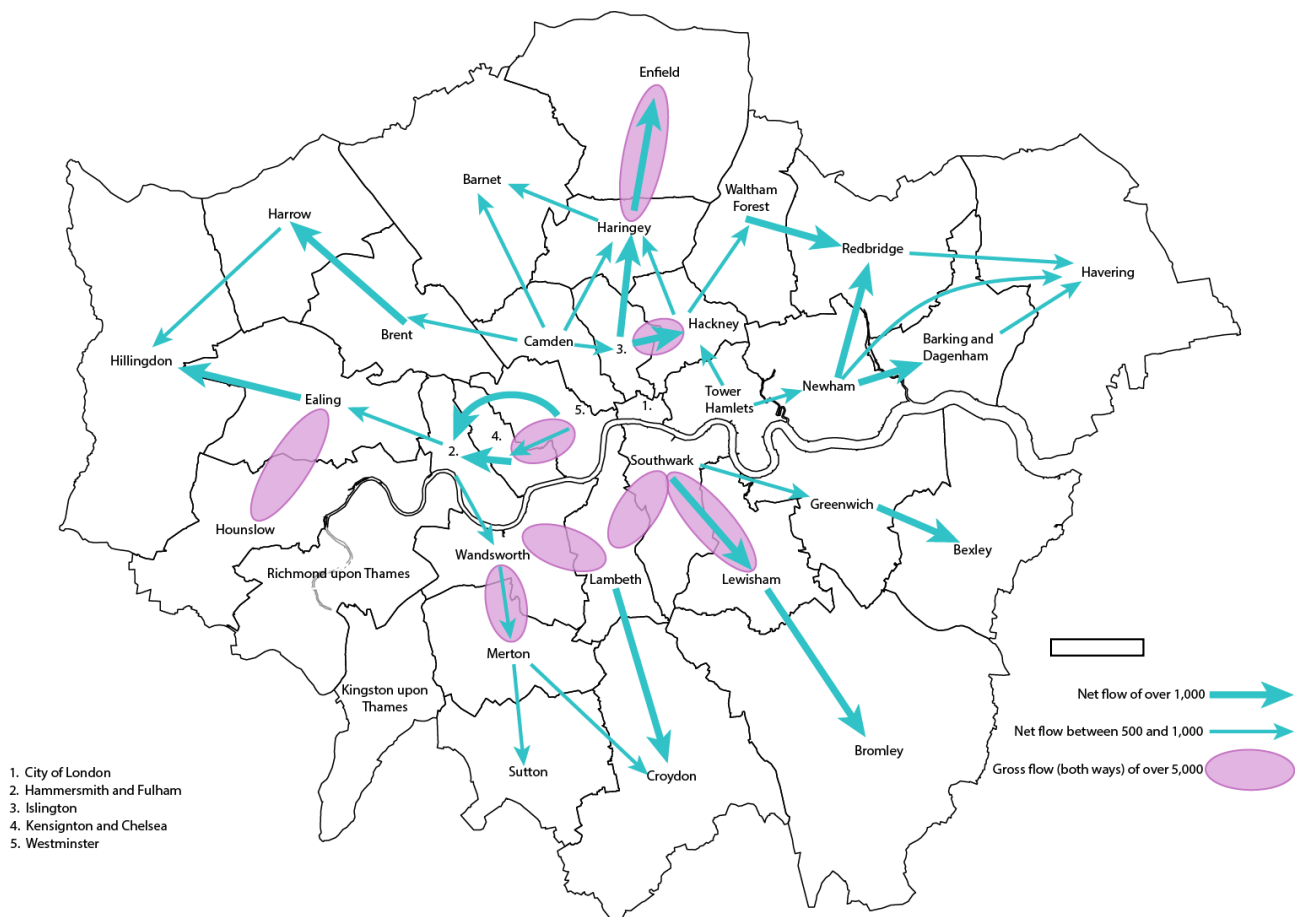 Enfield
Barnet
Waltham
Forest
Harrow
Haringey
Redbridge
Havering
Hackney
Brent
Camden
3.
Barking and
Dagenham
Hillingdon
Newham
Tower
Hamlets
Ealing
1.
5.
4.
2.
Southwark
Greenwich
Hounslow
Bexley
Wandsworth
Richmond upon Thames
Lambeth
Lewisham
Merton
Kingston upon
Thames
Net flow of over 1,000
Net flow between 500 and 1,000
Bromley
Gross flow (both ways) of over 5,000
Sutton
Croydon
1. City of London
2. Hammersmith and Fulham
3. Islington
4. Kensignton and Chelsea
5. Westminster